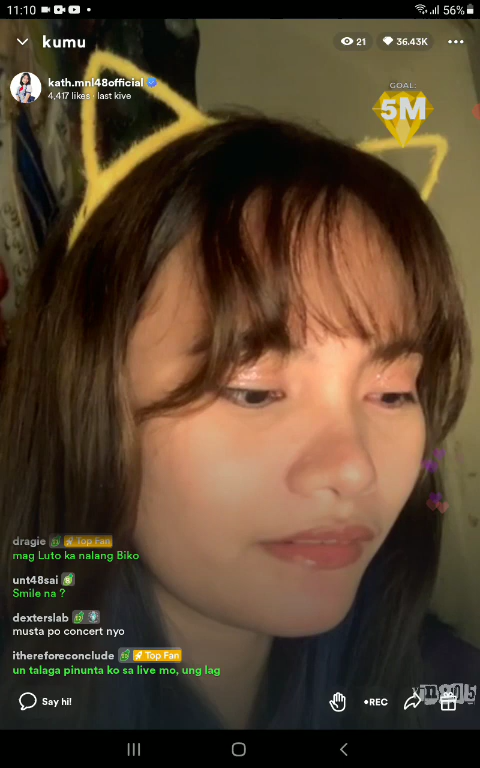 11:10
56%
kumu
21
36.43K
kath.mnl48official
4,417 likes · last kive
GOAL:
5M
dragie Top Fan
mag Luto ka nalang Biko
unt48sai
Smile na ?
dexterslab
musta po concert nyo
ithereforeconclude Top Fan
un talaga pinunta ko sa live mo, ung lag
Say hi!
•REC